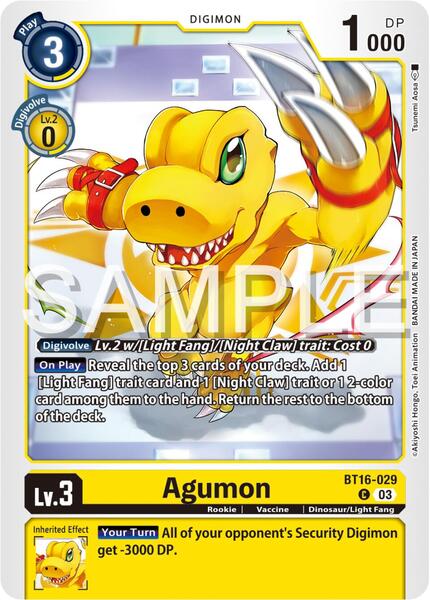 Play
3
DIGIMON
DP
1000
Digivolve
Lv.2
0
Tsunemi Aosa
SAMPLE
Digivolve Lv.2 w/[Light Fang]/[Night Claw] trait: Cost 0
On Play Reveal the top 3 cards of your deck. Add 1
[Light Fang] trait card and 1 [Night Claw] trait or 1 2-color
card among them to the hand. Return the rest to the bottom
of the deck.
©Akiyoshi Hongo, Toei Animation BANDAI MADE IN JAPAN
BT16-029
Lv.3
Agumon
C 03
Rookie | Vaccine | Dinosaur/Light Fang
Inherited Effect
Your Turn All of your opponent's Security Digimon
get -3000 DP.